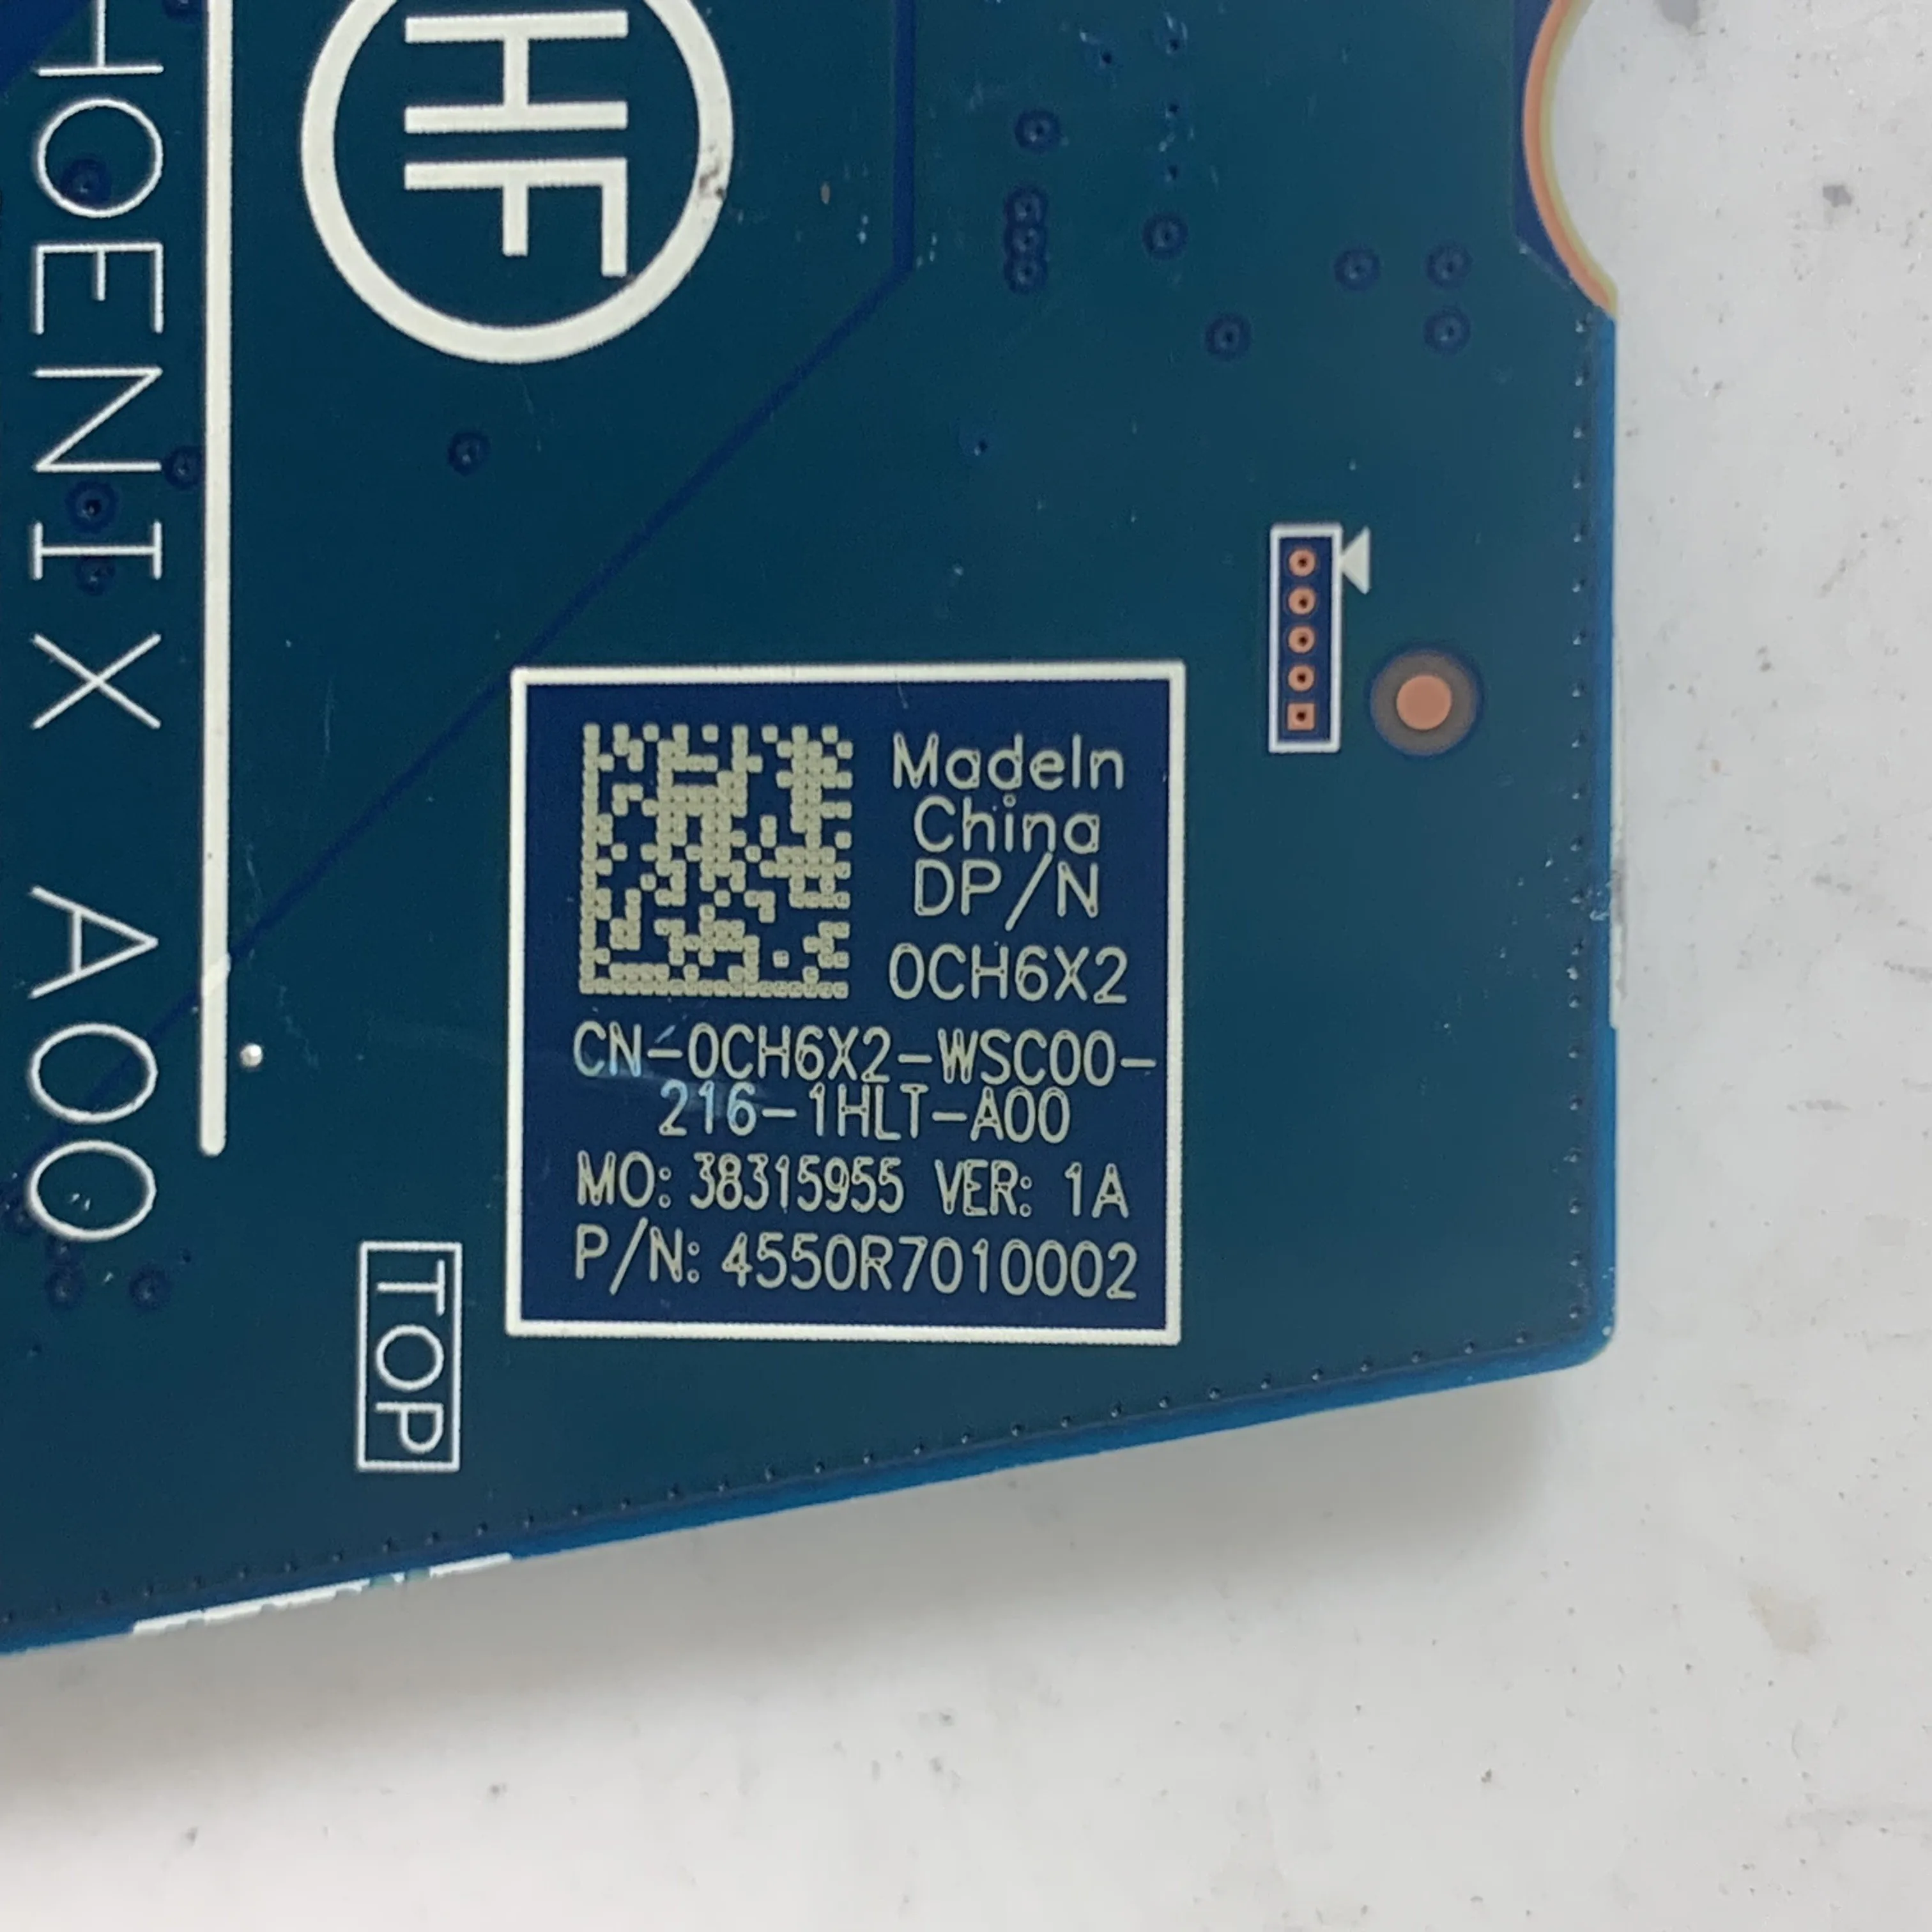 HF
HOENIX A00
MadeIn
China
DP/N
0CH6X2
CN-0CH6X2-WSC00-
216-1HLT-A00
MO: 38315955 VER: 1A
P/N: 4550R7010002
TOP